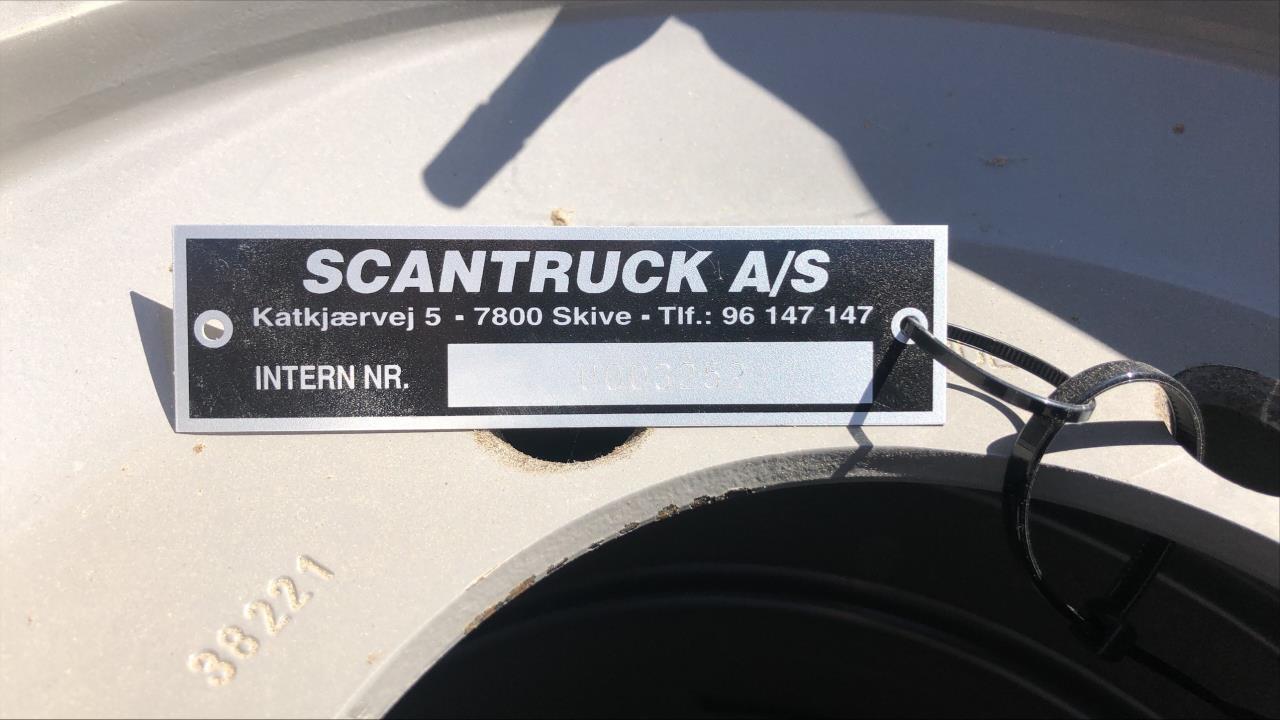 SCANTRUCK A/S
Katkjærvej 5 - 7800 Skive - Tlf.: 96 147 147
INTERN NR.
38221